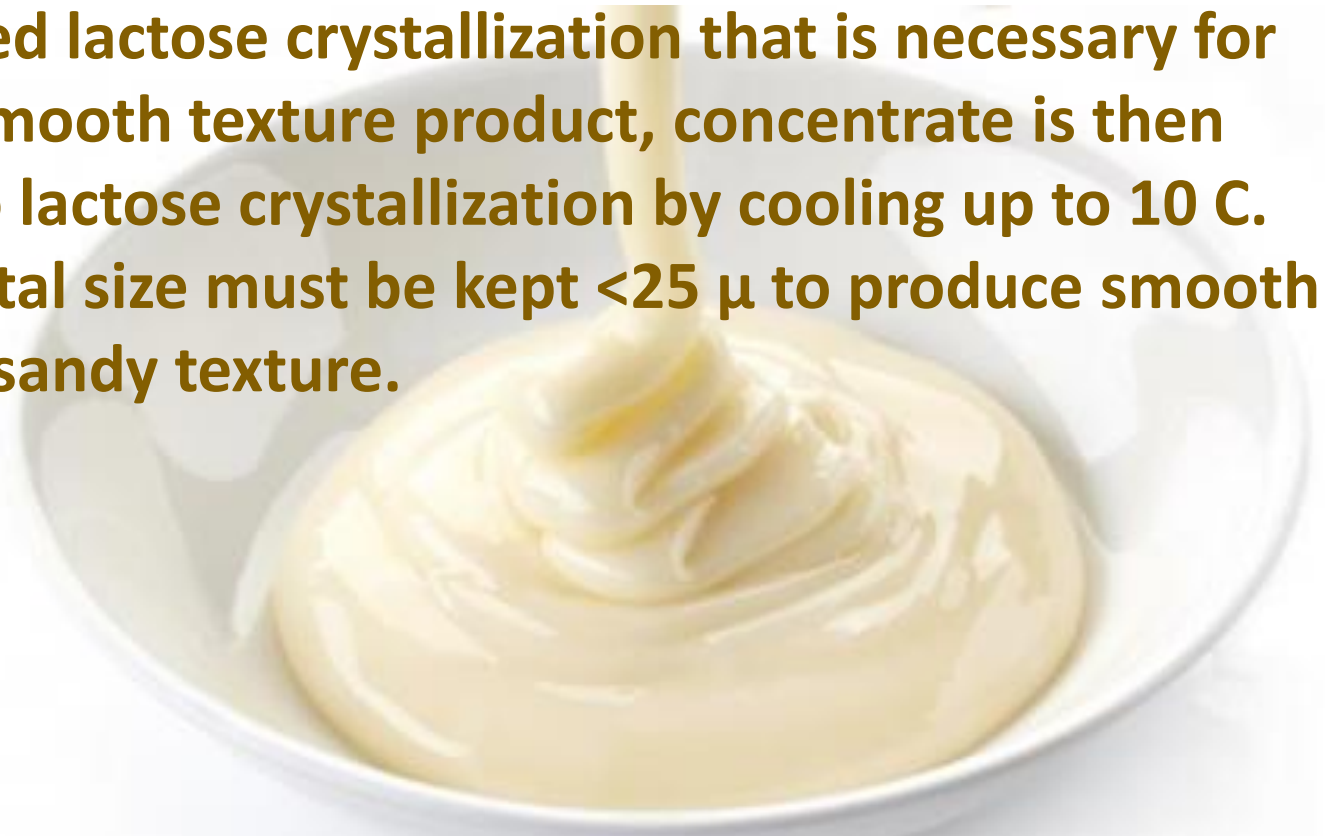 ed lactose crystallization that is necessary for
mooth texture product, concentrate is then
lactose crystallization by cooling up to 10 C.
tal size must be kept <25 µ to produce smooth
sandy texture.